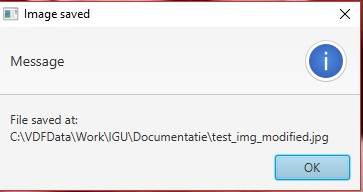 Image saved
Message
File saved at:
C:\VDFData\Work\IGU\Documentatie\test_img_modified.jpg
OK